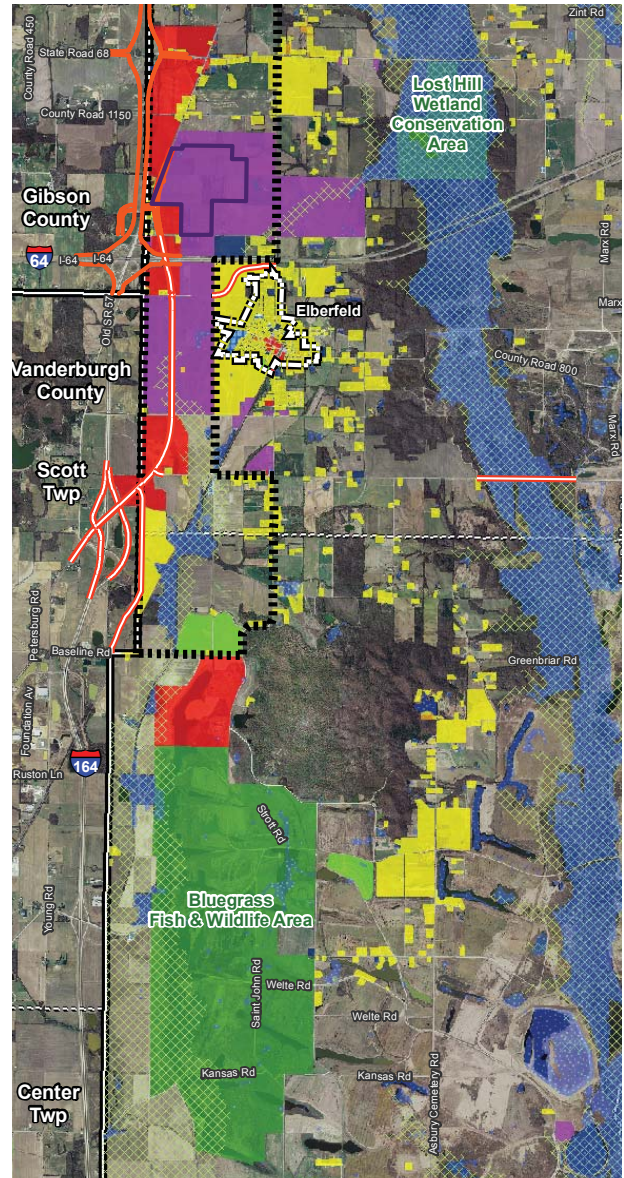 County Road 450
State Road 68
Zint Rd
Lost Hill
Wetland
Conservation
Area
County Road 1150
Gibson
County
Marx Rd
64
I-64
I-64
Old SR 57
Elberfeld
Marx
County Road 800
Vanderburgh
County
Marx Rd
Scott
Twp
Petersburg Rd
Baseline Rd
Greenbriar Rd
Foundation Av
164
Ruston Ln
Strott Rd
Bluegrass
Fish & Wildlife Area
Young Rd
Saint John Rd
Welte Rd
Welte Rd
Asbury Cemetery Rd
Kansas Rd
Kansas Rd
Center
Twp